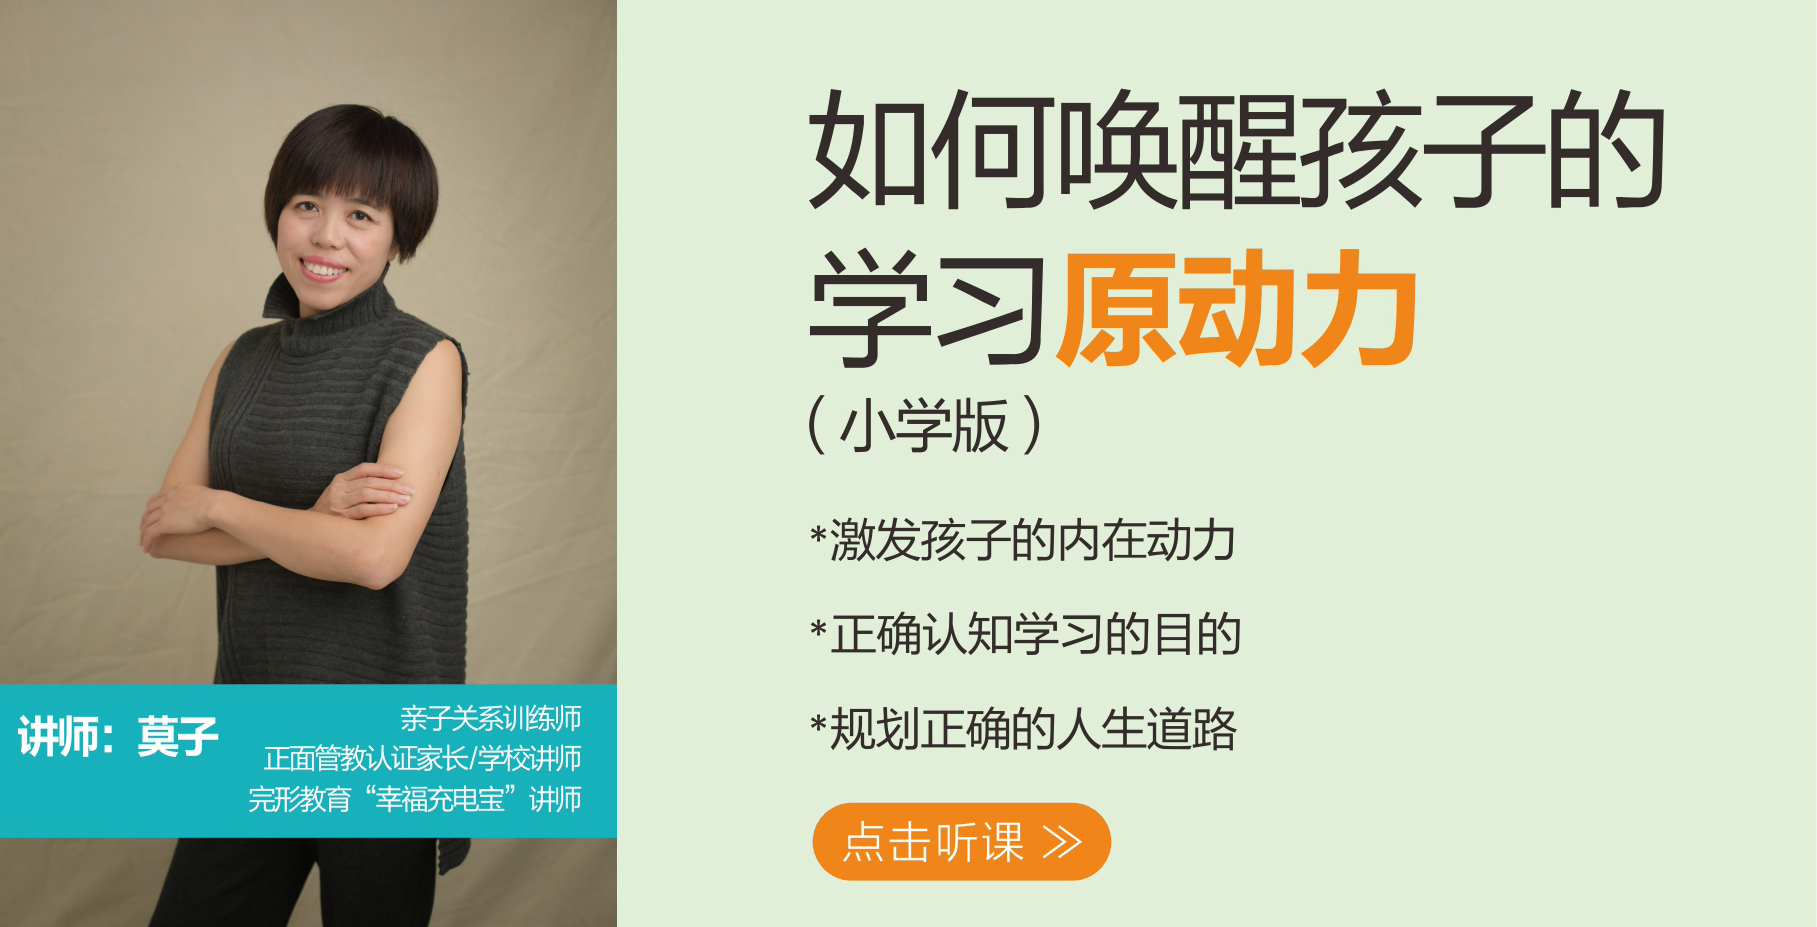 如何唤醒孩子的
学习原动力
（小学版）
*激发孩子的内在动力
*正确认知学习的目的
*规划正确的人生道路
点击听课
讲师：莫子
亲子关系训练师
正面管教认证家长/学校讲师
完形教育“幸福充电宝”讲师